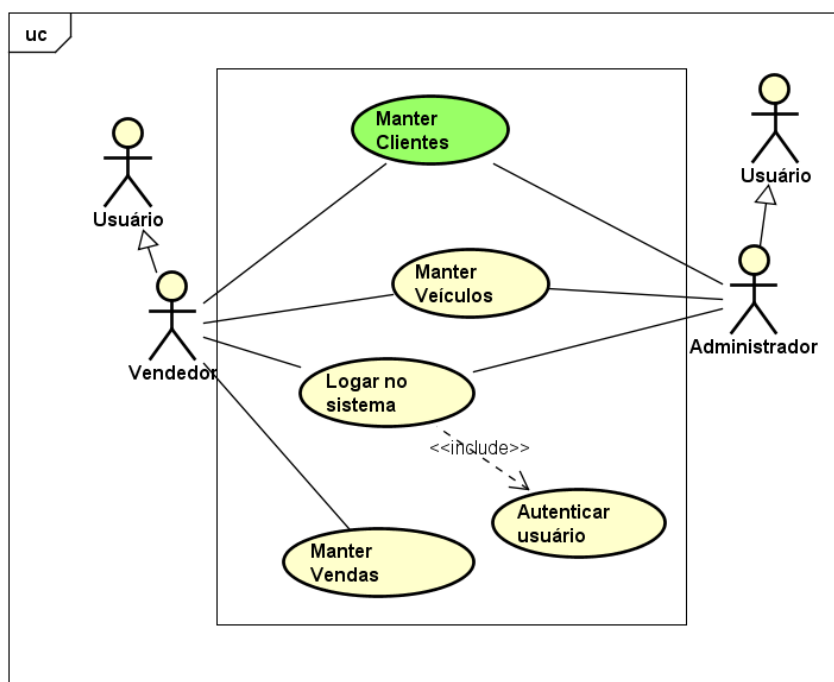 uc
Manter
Clientes
Usuário
Usuário
Manter
Veículos
Vendedor
Administrador
Logar no
sistema
<<include>>
Autenticar
usuário
Manter
Vendas